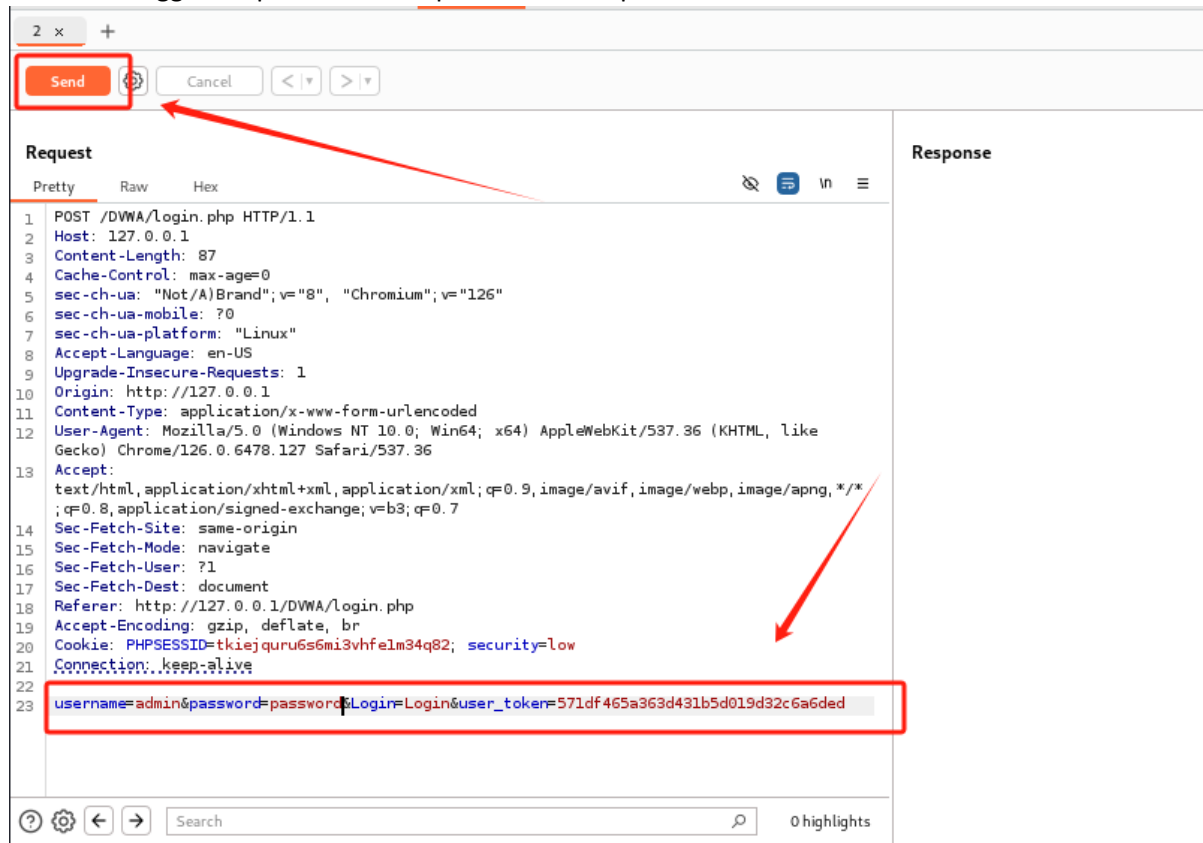 2 × +
Send Cancel < | ▾ > | ▾
Request
Response
Pretty Raw Hex \n
1 POST /DVWA/login.php HTTP/1.1
2 Host: 127.0.0.1
3 Content-Length: 87
4 Cache-Control: max-age=0
5 sec-ch-ua: "Not/A)Brand";v="8", "Chromium";v="126"
6 sec-ch-ua-mobile: ?0
7 sec-ch-ua-platform: "Linux"
8 Accept-Language: en-US
9 Upgrade-Insecure-Requests: 1
10 Origin: http://127.0.0.1
11 Content-Type: application/x-www-form-urlencoded
12 User-Agent: Mozilla/5.0 (Windows NT 10.0; Win64; x64) AppleWebKit/537.36 (KHTML, like
Gecko) Chrome/126.0.6478.127 Safari/537.36
13 Accept:
text/html,application/xhtml+xml,application/xml;q=0.9,image/avif,image/webp,image/apng,*/*
;q=0.8,application/signed-exchange;v=b3;q=0.7
14 Sec-Fetch-Site: same-origin
15 Sec-Fetch-Mode: navigate
16 Sec-Fetch-User: ?1
17 Sec-Fetch-Dest: document
18 Referer: http://127.0.0.1/DVWA/login.php
19 Accept-Encoding: gzip, deflate, br
20 Cookie: PHPSESSID=tkiejquru6s6mi3vhfe1m34q82; security=low
21 Connection: keep-alive
22
23 username=admin&password=password&Login=Login&user_token=571df465a363d431b5d019d32c6a6ded
Search 0 highlights